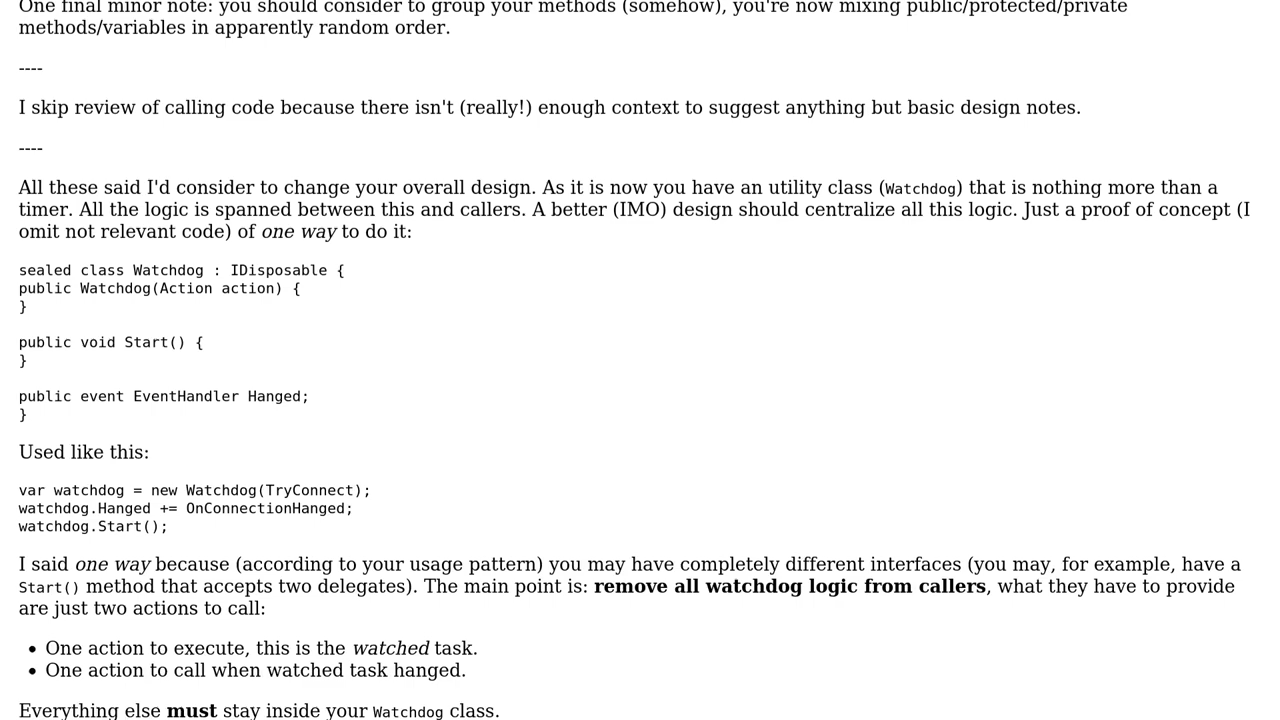 One final minor note: you should consider to group your methods (somehow), you're now mixing public/protected/private
methods/variables in apparently random order.
----
I skip review of calling code because there isn't (really!) enough context to suggest anything but basic design notes.
----
All these said I'd consider to change your overall design. As it is now you have an utility class (Watchdog) that is nothing more than a
timer. All the logic is spanned between this and callers. A better (IMO) design should centralize all this logic. Just a proof of concept (I
omit not relevant code) of one way to do it:
sealed class Watchdog : IDisposable {
public Watchdog(Action action) {
}
public void Start() {
}
public event EventHandler Hanged;
}
Used like this:
var watchdog = new Watchdog(TryConnect);
watchdog.Hanged += OnConnectionHanged;
watchdog.Start();
I said one way because (according to your usage pattern) you may have completely different interfaces (you may, for example, have a
Start() method that accepts two delegates). The main point is: remove all watchdog logic from callers, what they have to provide
are just two actions to call:
• One action to execute, this is the watched task.
• One action to call when watched task hanged.
Everything else must stay inside your Watchdog class.